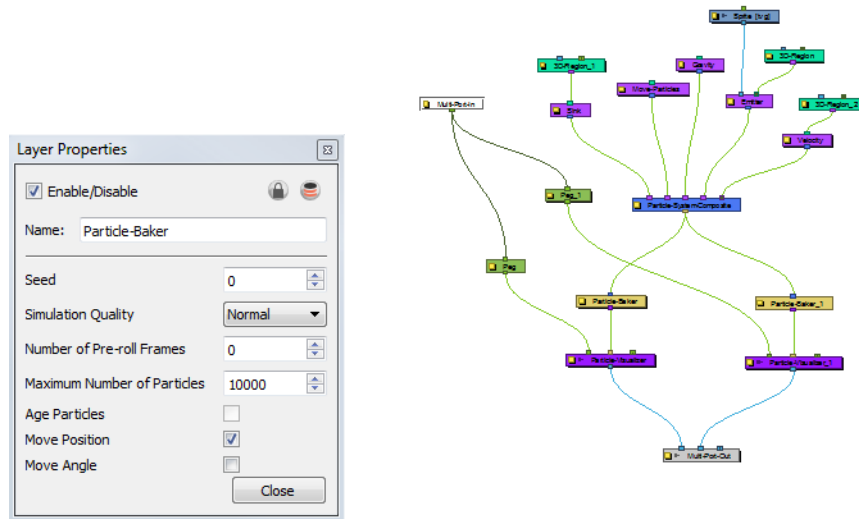 Layer Properties
Enable/Disable
Name: Particle-Baker
Seed 0
Simulation Quality Normal
Number of Pre-roll Frames 0
Maximum Number of Particles 10000
Age Particles
Move Position
Move Angle
Close
Sprite (tvg)
3D-Region_1
Gravity
3D-Region
Move-Particles
Multi-Port-In
Sink
Emitter
3D-Region_2
Velocity
Peg_1
Particle-SystemComposite
Peg
Particle-Baker
Particle-Baker_1
Particle-Visualizer
Particle-Visualizer_1
Multi-Port-Out